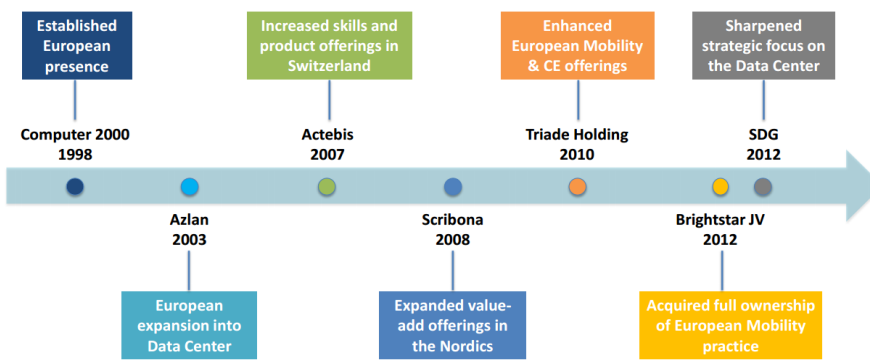 Established
European
presence
Increased skills and
product offerings in
Switzerland
Enhanced
European Mobility
& CE offerings
Sharpened
strategic focus on
the Data Center
Computer 2000
1998
Actebis
2007
Triade Holding
2010
SDG
2012
Azlan
2003
Scribona
2008
Brightstar JV
2012
European
expansion into
Data Center
Expanded value-
add offerings in
the Nordics
Acquired full ownership
of European Mobility
practice